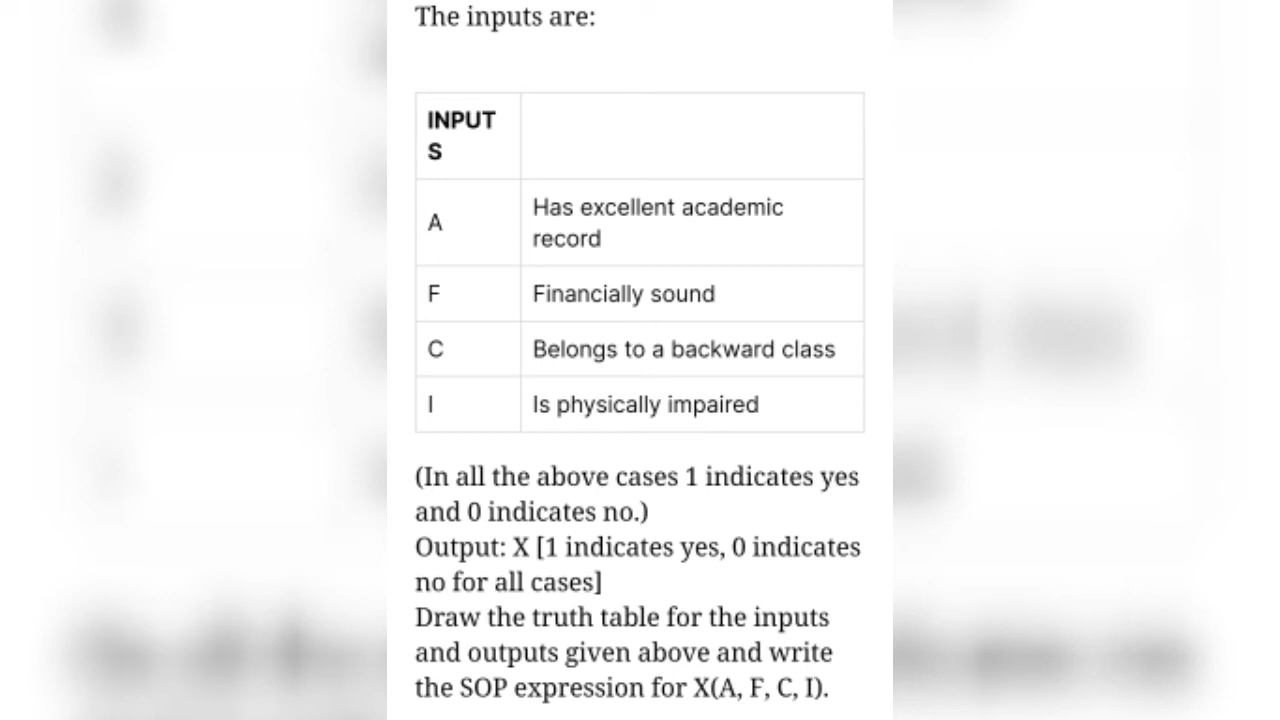 The inputs are:
INPUT
S
A
Has excellent academic
record
F
Financially sound
C
Belongs to a backward class
I
Is physically impaired
(In all the above cases 1 indicates yes
and 0 indicates no.)
Output: X [1 indicates yes, 0 indicates
no for all cases]
Draw the truth table for the inputs
and outputs given above and write
the SOP expression for X(A, F, C, I).